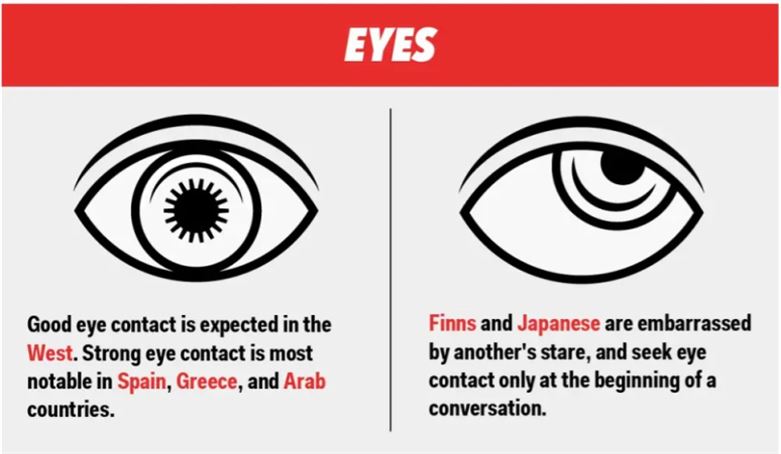 EYES
Good eye contact is expected in the
West. Strong eye contact is most
notable in Spain, Greece, and Arab
countries.
Finns and Japanese are embarrassed
by another's stare, and seek eye
contact only at the beginning of a
conversation.